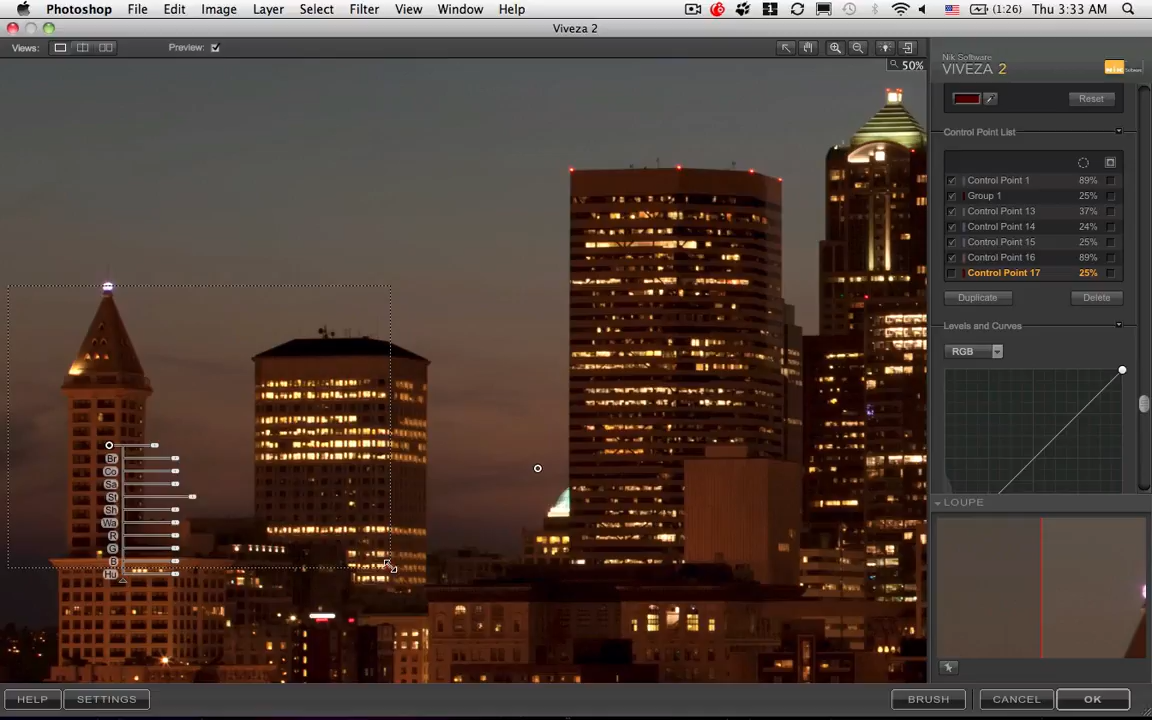 Photoshop File Edit Image Layer Select Filter View Window Help (1:26) Thu 3:33 AM
Viveza 2
Views: Preview:
50%
Nik Software
VIVEZA 2
Reset
Control Point List
Control Point 1 89%
Group 1 25%
Control Point 13 37%
Control Point 14 24%
Control Point 15 25%
Control Point 16 89%
Control Point 17 25%
Duplicate Delete
Levels and Curves
RGB
Br
Co
Sa
St
Sh
Wa
R
G
B
Hu
LOUPE
HELP SETTINGS BRUSH CANCEL OK